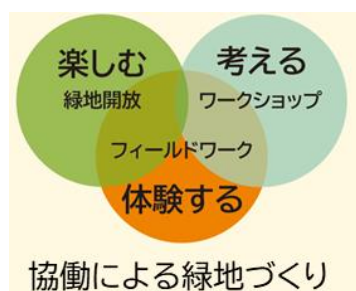 楽しむ
緑地開放
考える
ワークショップ
フィールドワーク
体験する
協働による緑地づくり